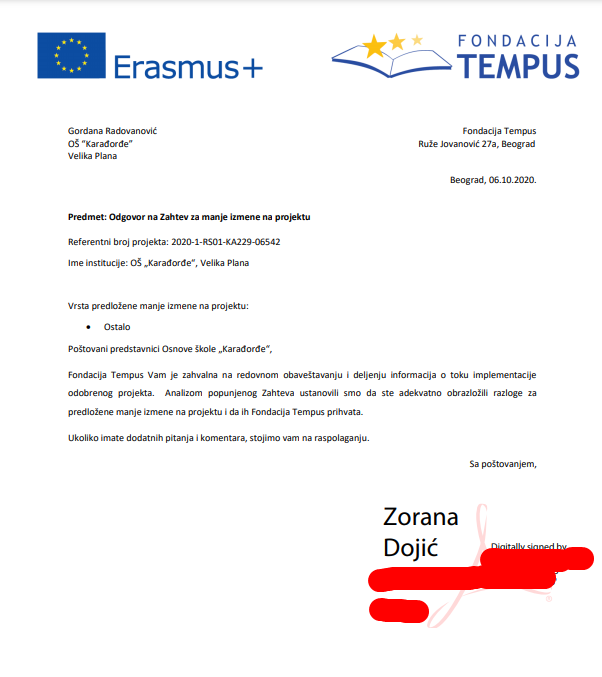 Erasmus+
FONDACIJA
TEMPUS
Gordana Radovanović
OŠ “Karađorđe”
Velika Plana
Fondacija Tempus
Ruže Jovanović 27a, Beograd
Beograd, 06.10.2020.
Predmet: Odgovor na Zahtev za manje izmene na projektu
Referentni broj projekta: 2020-1-RS01-KA229-06542
Ime institucije: OŠ „Karađorđe“, Velika Plana
Vrsta predložene manje izmene na projektu:
• Ostalo
Poštovani predstavnici Osnove škole „Karađorđe“,
Fondacija Tempus Vam je zahvalna na redovnom obaveštavanju i deljenju informacija o toku implementacije
odobrenog projekta. Analizom popunjenog Zahteva ustanovili smo da ste adekvatno obrazložili razloge za
predložene manje izmene na projektu i da ih Fondacija Tempus prihvata.
Ukoliko imate dodatnih pitanja i komentara, stojimo vam na raspolaganju.
Sa poštovanjem,
Zorana
Dojić
Digitally signed by